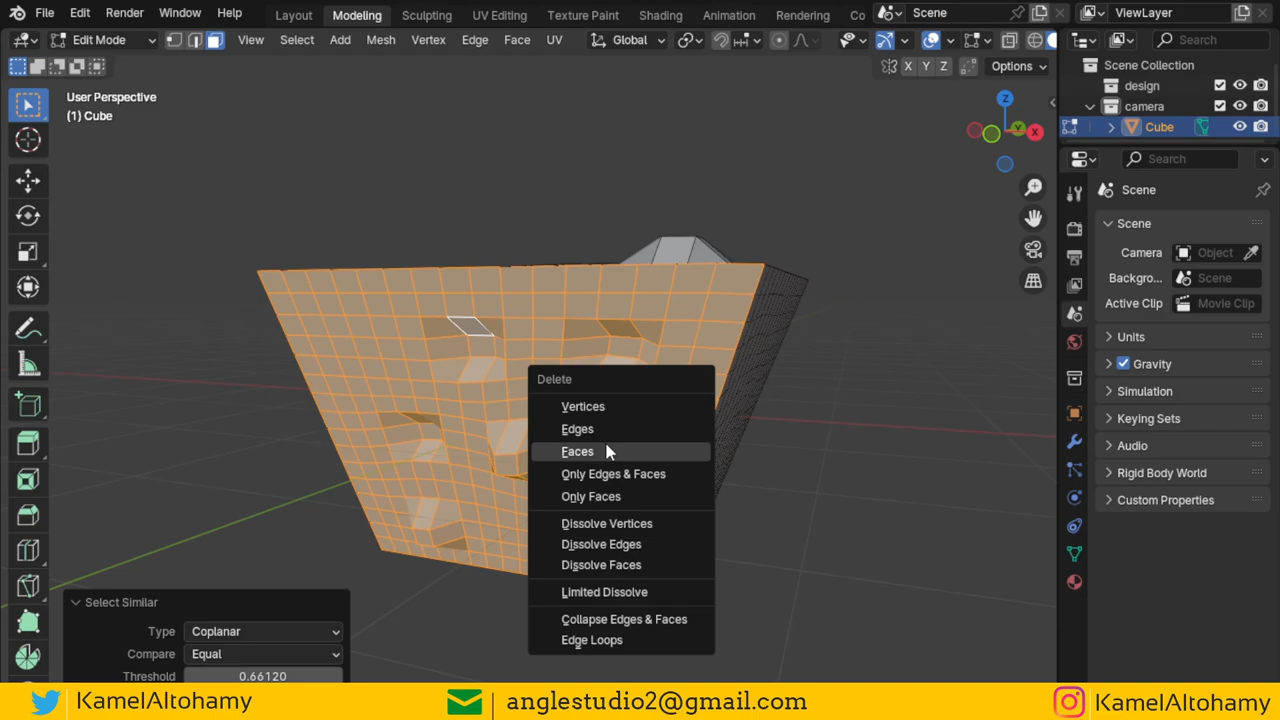 File Edit Render Window Help Layout Modeling Sculpting UV Editing Texture Paint Shading Animation Rendering Co Scene ViewLayer
Edit Mode View Select Add Mesh Vertex Edge Face UV Global Search
X Y Z Options
User Perspective
(1) Cube
Z
Y
X
Scene Collection
design
camera
Cube
Search
Scene
Scene
Camera Object
Backgro... Scene
Active Clip Movie Clip
Units
Gravity
Simulation
Keying Sets
Audio
Rigid Body World
Custom Properties
Delete
Vertices
Edges
Faces
Only Edges & Faces
Only Faces
Dissolve Vertices
Dissolve Edges
Dissolve Faces
Limited Dissolve
Collapse Edges & Faces
Edge Loops
Select Similar
Type Coplanar
Compare Equal
Threshold 0.66120
KamelAltohamy anglestudio2@gmail.com KamelAltohamy